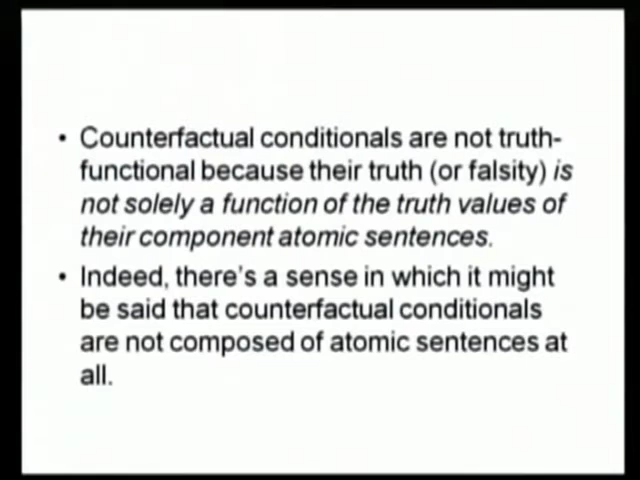 • Counterfactual conditionals are not truth-
functional because their truth (or falsity) is
not solely a function of the truth values of
their component atomic sentences.
• Indeed, there's a sense in which it might
be said that counterfactual conditionals
are not composed of atomic sentences at
all.